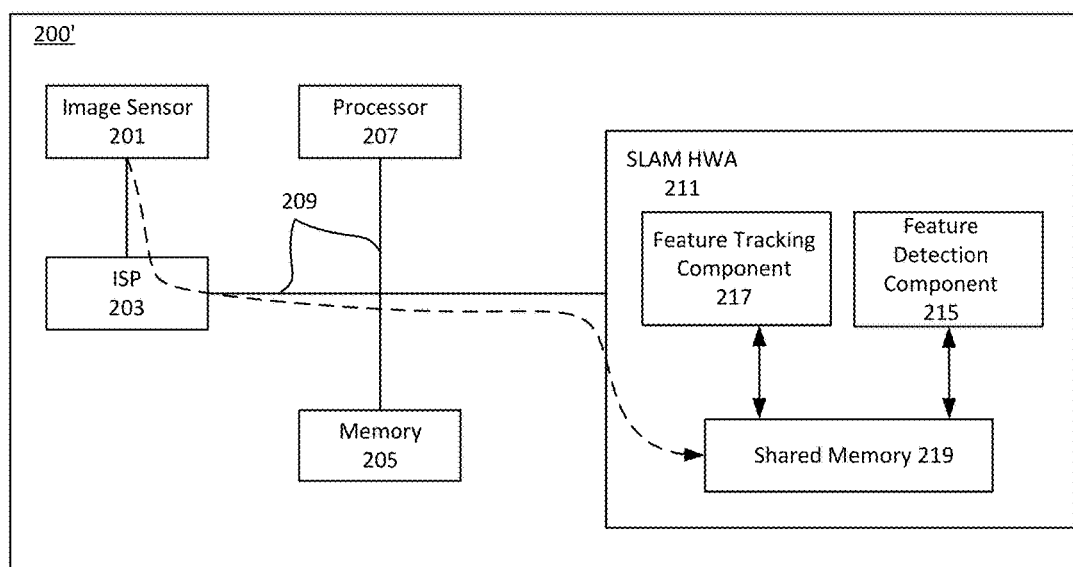 200'
Image Sensor
201
Processor
207
SLAM HWA
211
209
Feature Tracking
Component
217
Feature
Detection
Component
215
ISP
203
Memory
205
Shared Memory 219